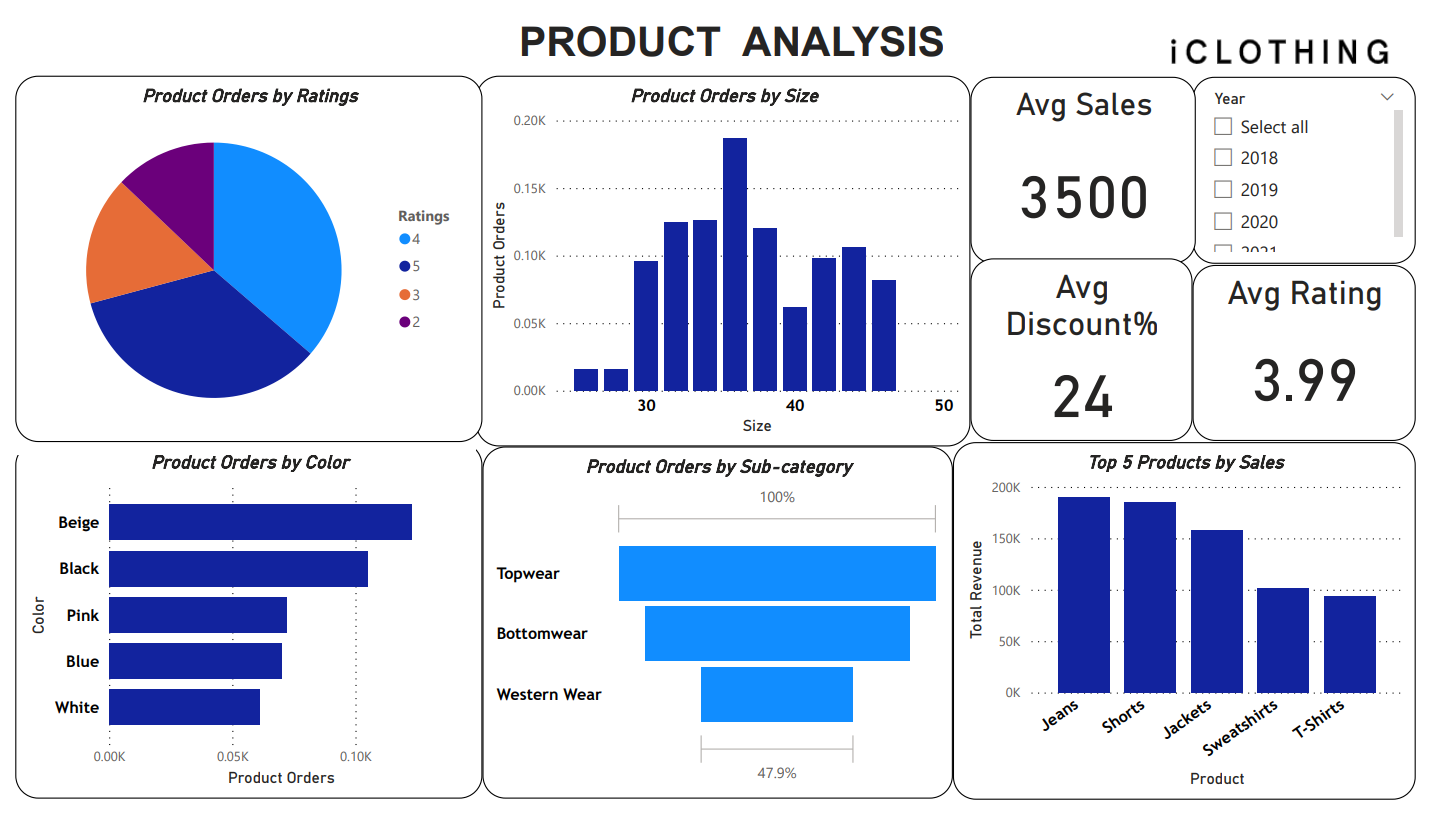 PRODUCT ANALYSIS
iCLOTHING
Product Orders by Ratings
Ratings
4
5
3
2
Product Orders by Size
Product Orders
0.20K
0.15K
0.10K
0.05K
0.00K
30 40 50
Size
Avg Sales
3500
Year
Select all
2018
2019
2020
2021
Avg
Discount%
24
Avg Rating
3.99
Product Orders by Color
Color
Beige
Black
Pink
Blue
White
0.00K 0.05K 0.10K
Product Orders
Product Orders by Sub-category
100%
Topwear
Bottomwear
Western Wear
47.9%
Top 5 Products by Sales
Total Revenue
200K
150K
100K
50K
0K
Jeans Shorts Jackets Sweatshirts T-Shirts
Product